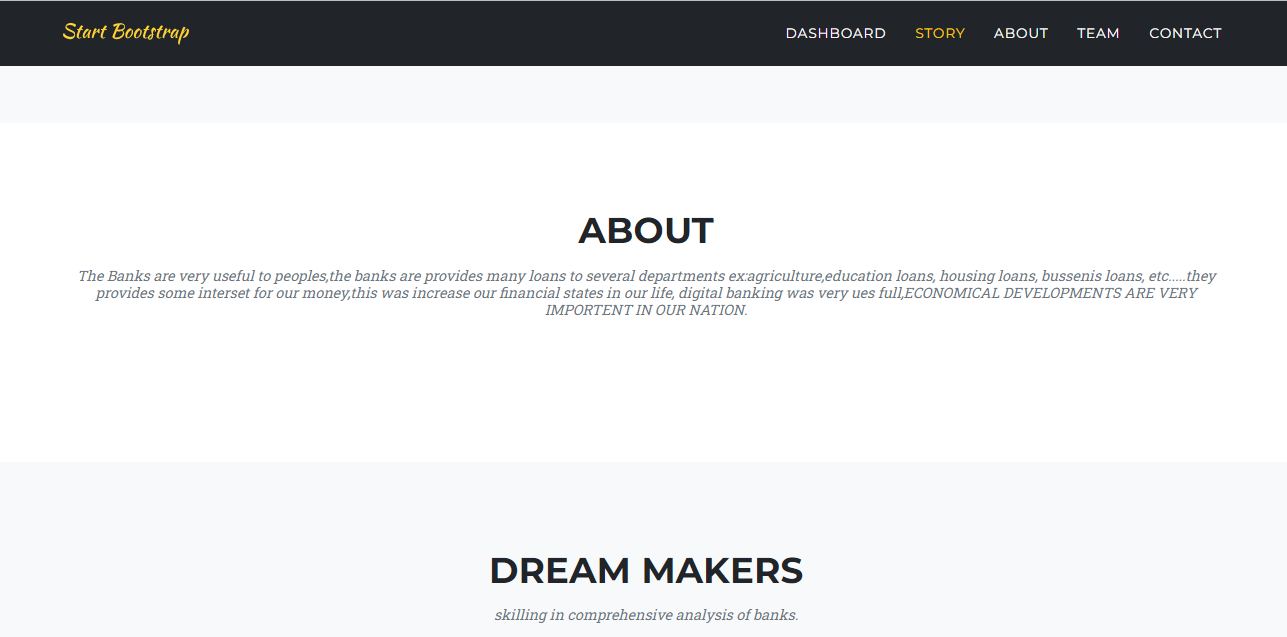 Start Bootstrap
DASHBOARD STORY ABOUT TEAM CONTACT
ABOUT
The Banks are very useful to peoples,the banks are provides many loans to several departments ex:agriculture,education loans, housing loans, bussenis loans, etc.....they
provides some interset for our money,this was increase our financial states in our life, digital banking was very ues full,ECONOMICAL DEVELOPMENTS ARE VERY
IMPORTENT IN OUR NATION.
DREAM MAKERS
skilling in comprehensive analysis of banks.